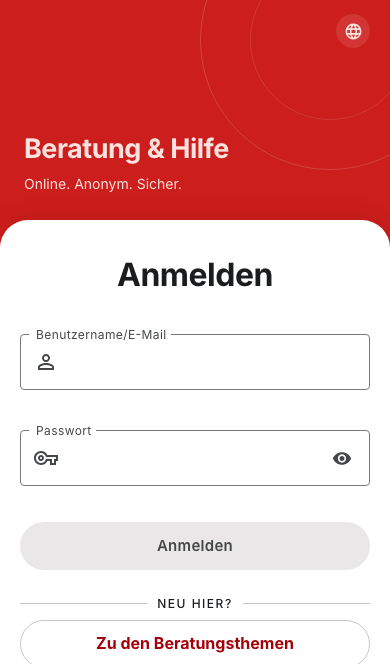 Beratung & Hilfe
Online. Anonym. Sicher.
Anmelden
Benutzername/E-Mail
Passwort
Anmelden
NEU HIER?
Zu den Beratungsthemen